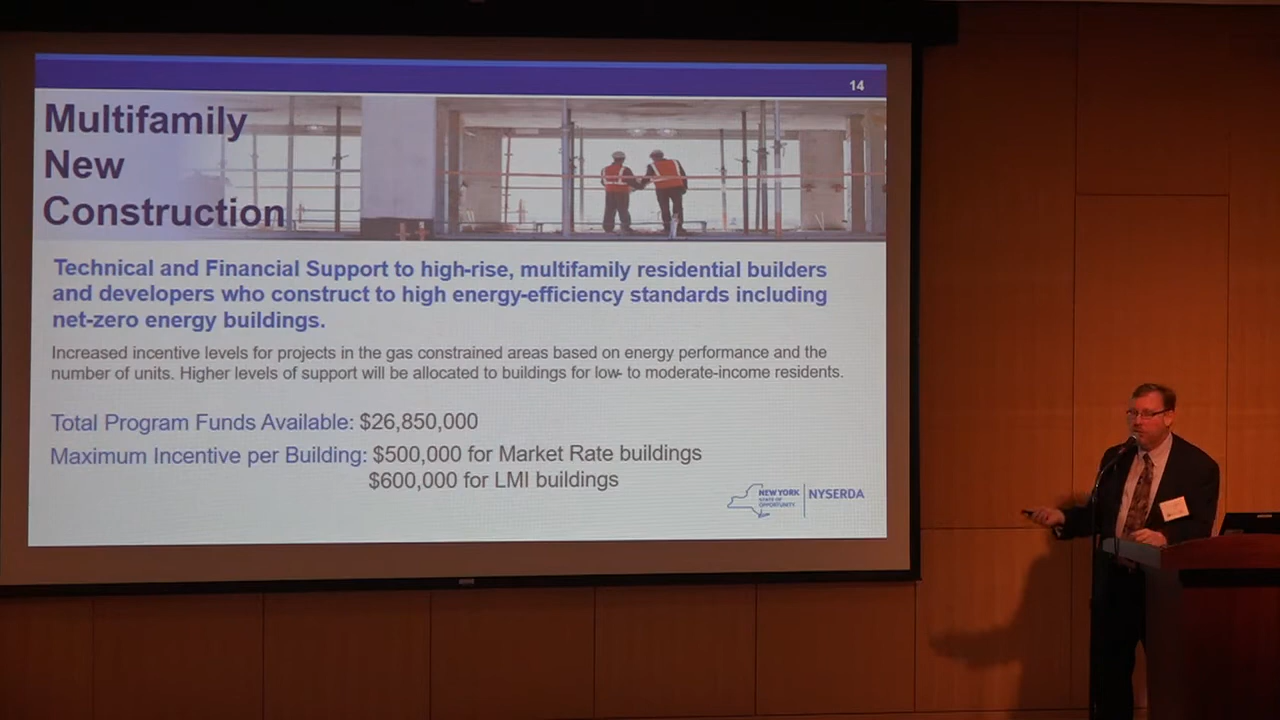 14
Multifamily
New
Construction
Technical and Financial Support to high-rise, multifamily residential builders
and developers who construct to high energy-efficiency standards including
net-zero energy buildings.
Increased incentive levels for projects in the gas constrained areas based on energy performance and the
number of units. Higher levels of support will be allocated to buildings for low- to moderate-income residents.
Total Program Funds Available: $26,850,000
Maximum Incentive per Building: $500,000 for Market Rate buildings
$600,000 for LMI buildings
NEW YORK
STATE OF
OPPORTUNITY
NYSERDA